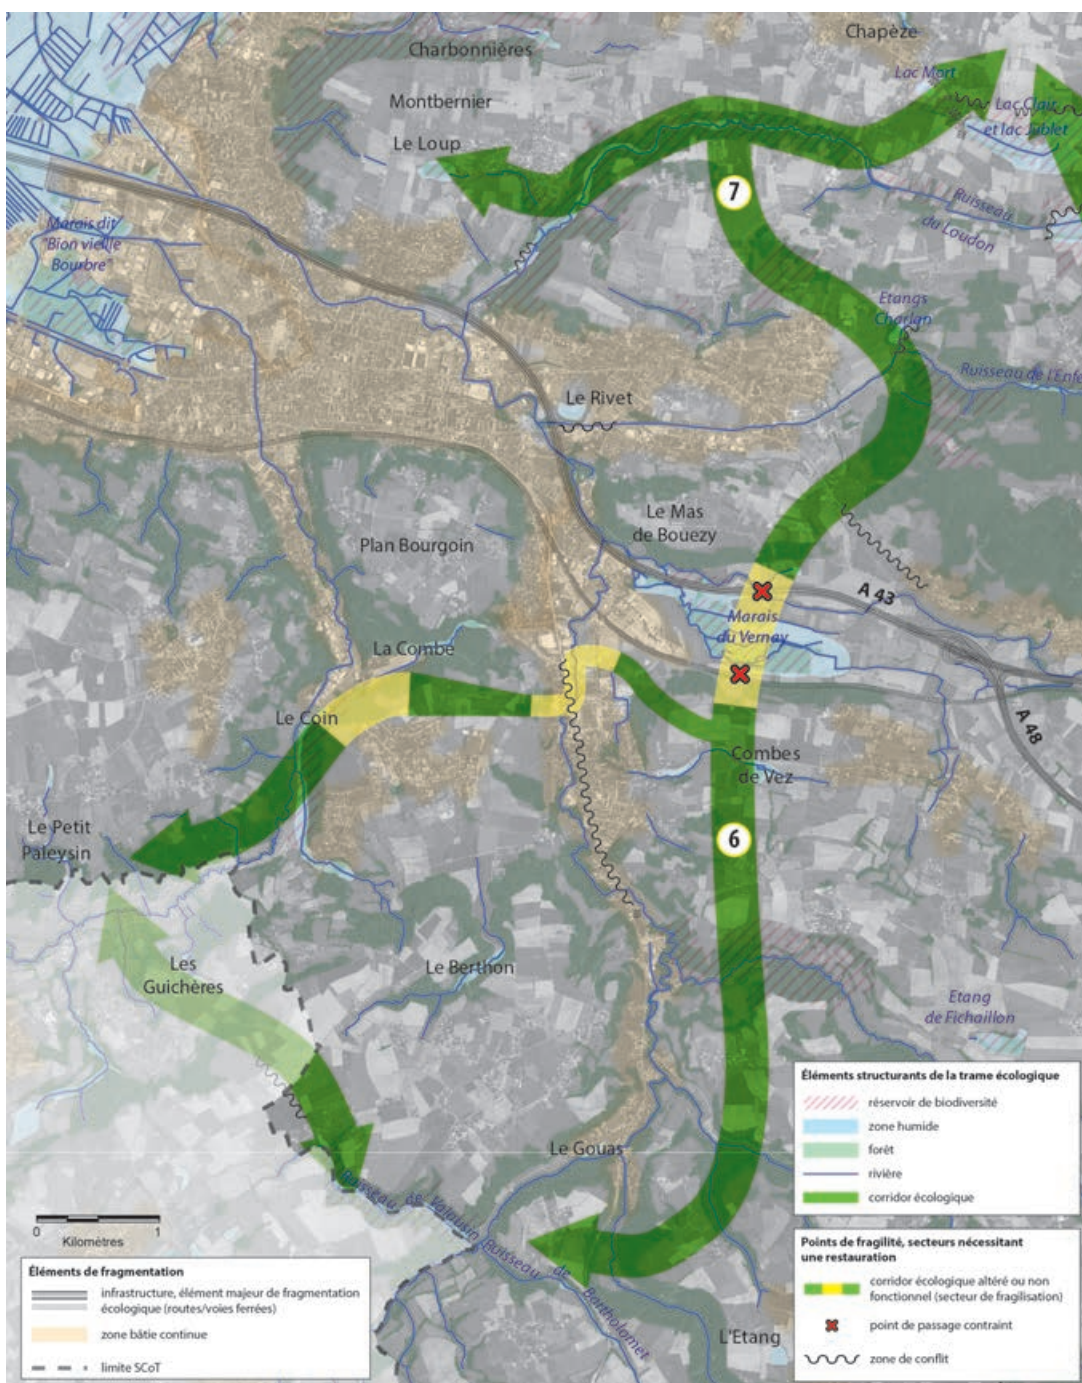 Chapèze
Charbonnières
Lac Mort
Montbernier
Lac Clair
et lac Jublet
Le Loup
7
Ruisseau
du Loudon
Marais dit
"Bion vieille
Bourbre"
Etangs
Charlan
Ruisseau de l'Enfe
Le Rivet
Le Mas
de Bouezy
Plan Bourgoin
A 43
Marais
du Vernay
La Combe
Le Coin
A 48
Combes
de Vez
Le Petit
Paleysin
6
Les
Guichères
Le Berthon
Etang
de Fichaillon
Le Gouas
Ruisseau de Valousin
Ruisseau de Bartholomet
L'Etang
0 1
Kilomètres
Éléments de fragmentation
infrastructure, élément majeur de fragmentation
écologique (routes/voies ferrées)
zone bâtie continue
limite SCoT
Éléments structurants de la trame écologique
réservoir de biodiversité
zone humide
forêt
rivière
corridor écologique
Points de fragilité, secteurs nécessitant
une restauration
corridor écologique altéré ou non
fonctionnel (secteur de fragilisation)
point de passage contraint
zone de conflit